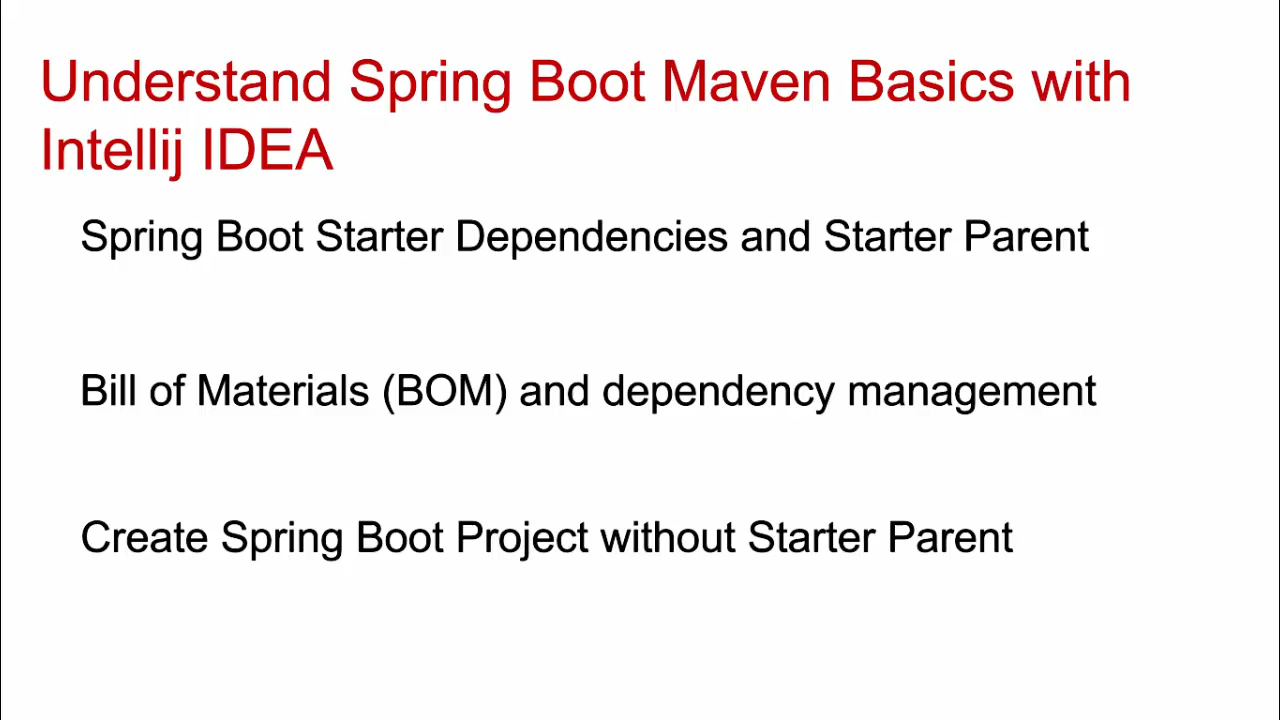 Understand Spring Boot Maven Basics with
Intellij IDEA
Spring Boot Starter Dependencies and Starter Parent
Bill of Materials (BOM) and dependency management
Create Spring Boot Project without Starter Parent